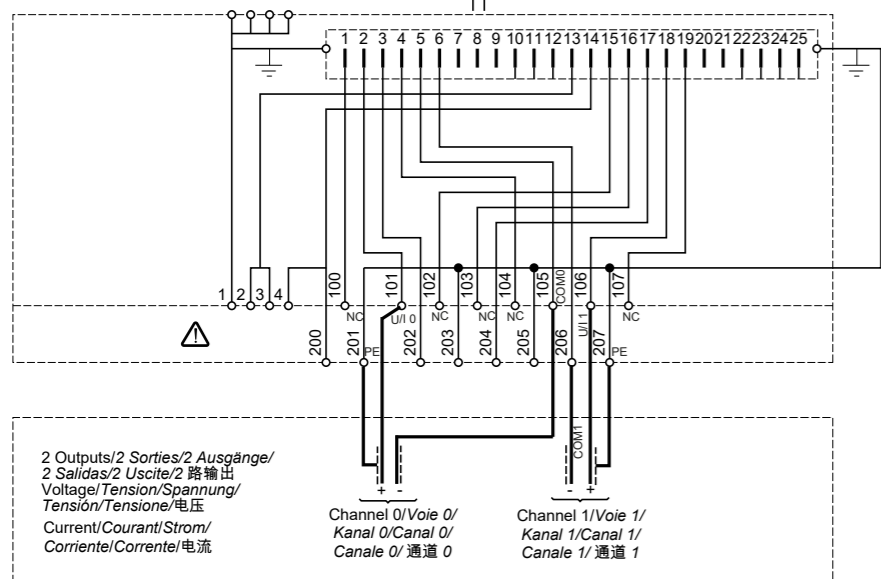 1 2 3 4 5 6 7 8 9 10 11 12 13 14 15 16 17 18 19 20 21 22 23 24 25
1 2 3 4 100 101 102 103 104 105 106 107
NC U/I 0 NC NC NC COM0 U/I 1 NC
200 201 202 203 204 205 206 207
PE PE
COM1
+ - - +
2 Outputs/2 Sorties/2 Ausgänge/
2 Salidas/2 Uscite/2 路输出
Voltage/Tension/Spannung/
Tensión/Tensione/电压
Current/Courant/Strom/
Corriente/Corrente/电流
Channel 0/Voie 0/
Kanal 0/Canal 0/
Canale 0/ 通道 0
Channel 1/Voie 1/
Kanal 1/Canal 1/
Canale 1/ 通道 1